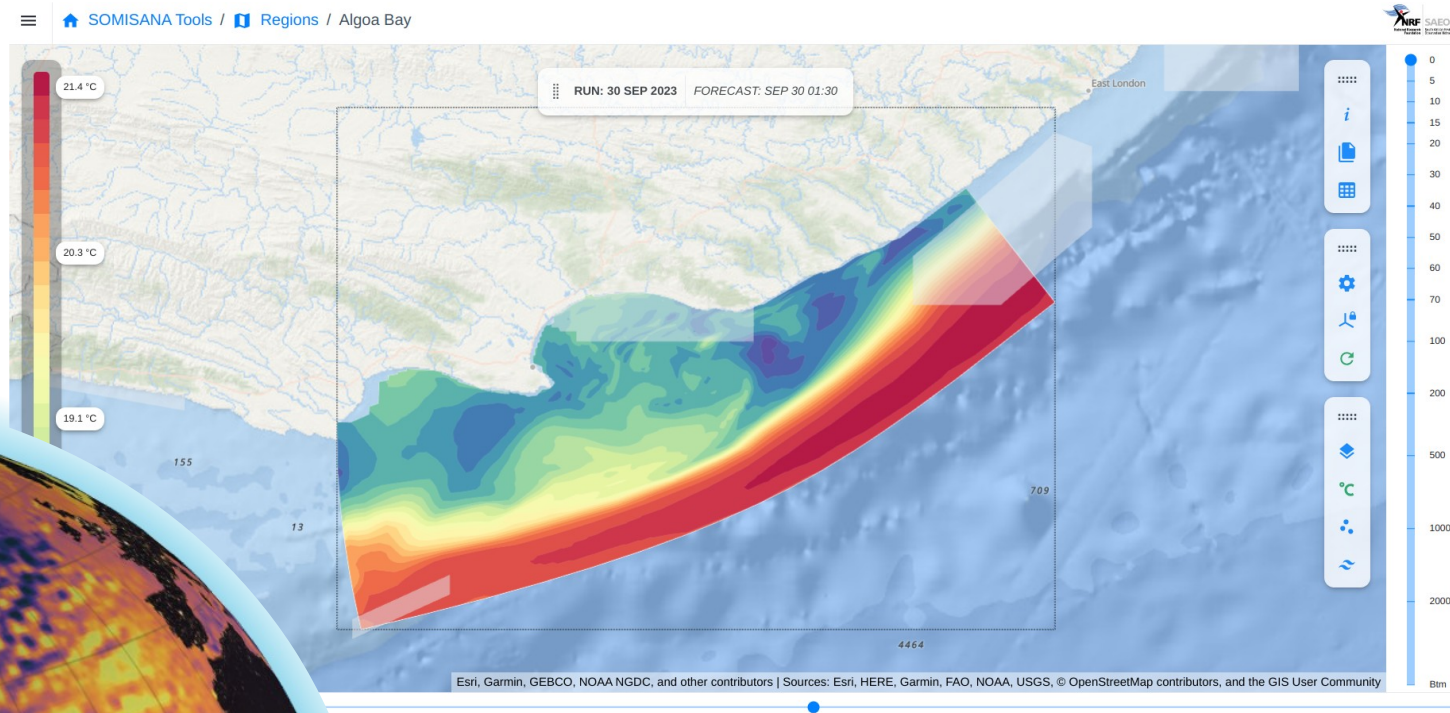 SOMISANA Tools / Regions / Algoa Bay
NRF
SAEO
RUN: 30 SEP 2023 FORECAST: SEP 30 01:30
21.4 °C
20.3 °C
19.1 °C
East London
155
13
709
4464
i
°C
0
5
10
15
20
30
40
50
60
70
100
200
500
1000
2000
Btm
Esri, Garmin, GEBCO, NOAA NGDC, and other contributors | Sources: Esri, HERE, Garmin, FAO, NOAA, USGS, © OpenStreetMap contributors, and the GIS User Community